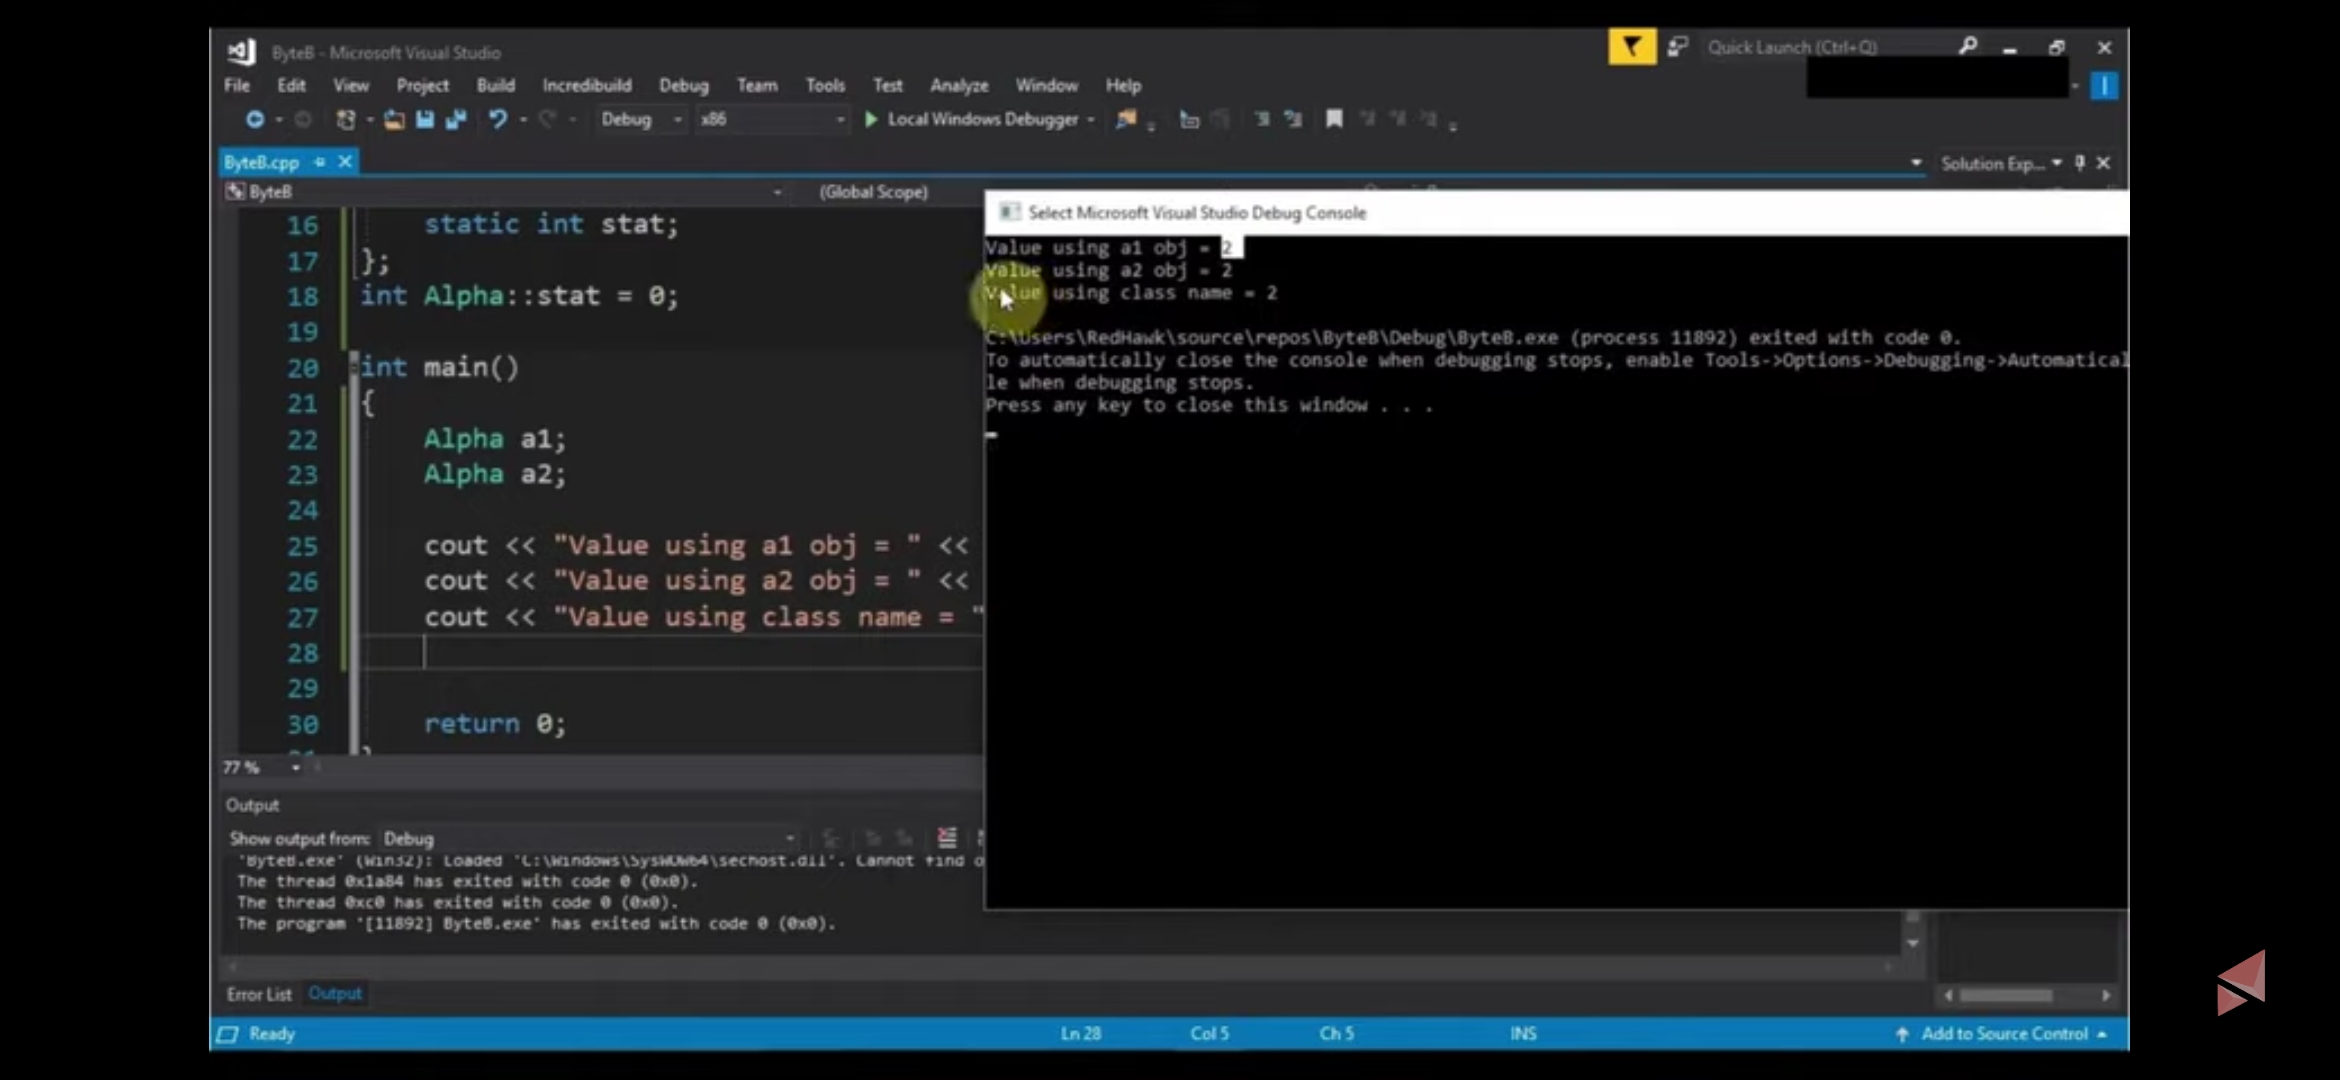 ByteB - Microsoft Visual Studio
Quick Launch (Ctrl+Q)
File Edit View Project Build Incredibuild Debug Team Tools Test Analyze Window Help
Debug x86 Local Windows Debugger
ByteB.cpp
Solution Exp...
ByteB (Global Scope)
16 static int stat;
17 };
18 int Alpha::stat = 0;
19
20 int main()
21 {
22 Alpha a1;
23 Alpha a2;
24
25 cout << "Value using a1 obj = " <<
26 cout << "Value using a2 obj = " <<
27 cout << "Value using class name = "
28
29
30 return 0;
77 %
Select Microsoft Visual Studio Debug Console
Value using a1 obj = 2
Value using a2 obj = 2
Value using class name = 2
C:\Users\RedHawk\source\repos\ByteB\Debug\ByteB.exe (process 11892) exited with code 0.
To automatically close the console when debugging stops, enable Tools->Options->Debugging->Automatical
le when debugging stops.
Press any key to close this window . . .
Output
Show output from: Debug
'ByteB.exe' (Win32): Loaded 'C:\Windows\SysWOW64\sechost.dll'. Cannot find o
The thread 0x1a84 has exited with code 0 (0x0).
The thread 0xc0 has exited with code 0 (0x0).
The program '[11892] ByteB.exe' has exited with code 0 (0x0).
Error List Output
Ready Ln 28 Col 5 Ch 5 INS Add to Source Control